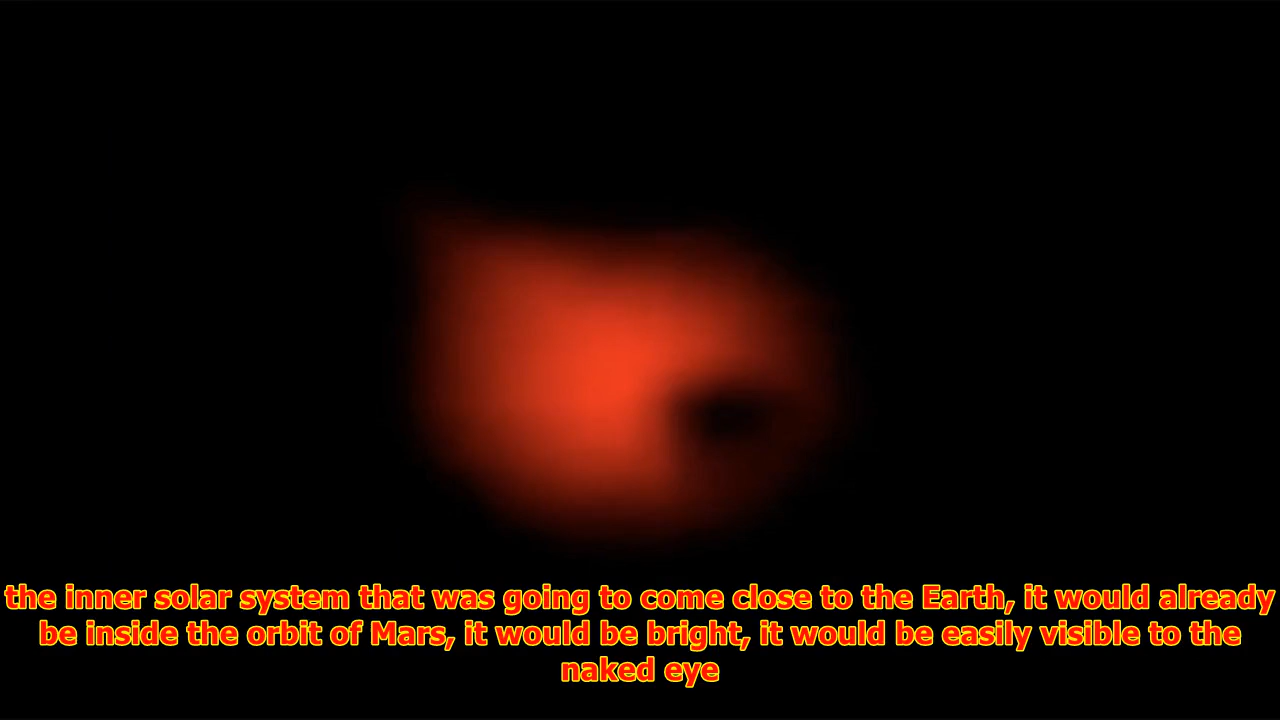 the inner solar system that was going to come close to the Earth, it would already
be inside the orbit of Mars, it would be bright, it would be easily visible to the
naked eye